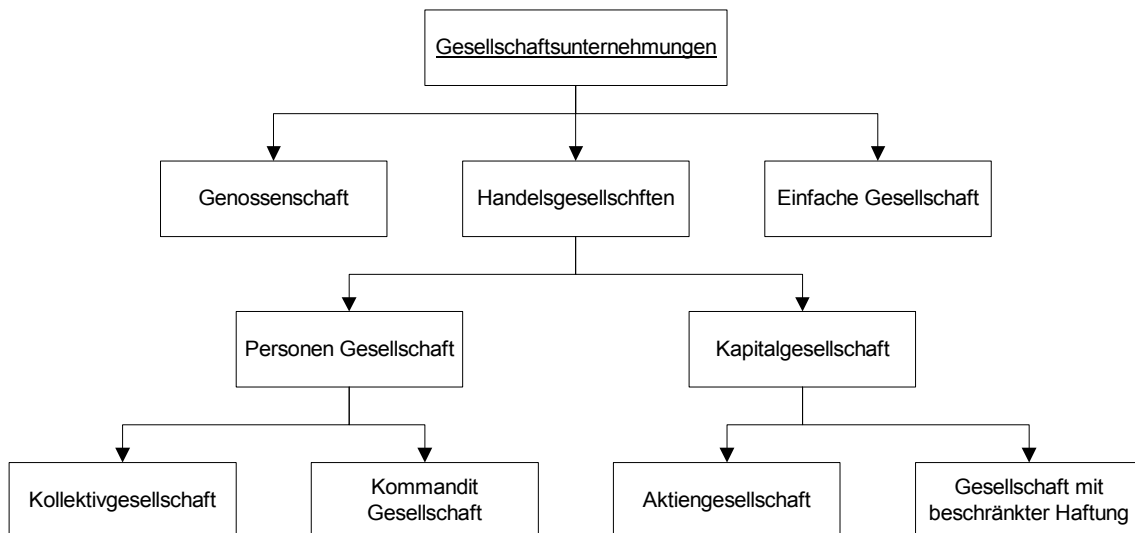 Gesellschaftsunternehmungen
Genossenschaft
Handelsgesellschften
Einfache Gesellschaft
Personen Gesellschaft
Kapitalgesellschaft
Kollektivgesellschaft
Kommandit
Gesellschaft
Aktiengesellschaft
Gesellschaft mit
beschränkter Haftung